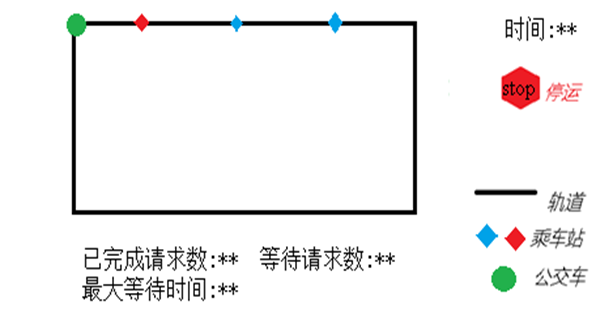 时间:**
stop 停运
轨道
乘车站
公交车
已完成请求数:** 等待请求数:**
最大等待时间:**